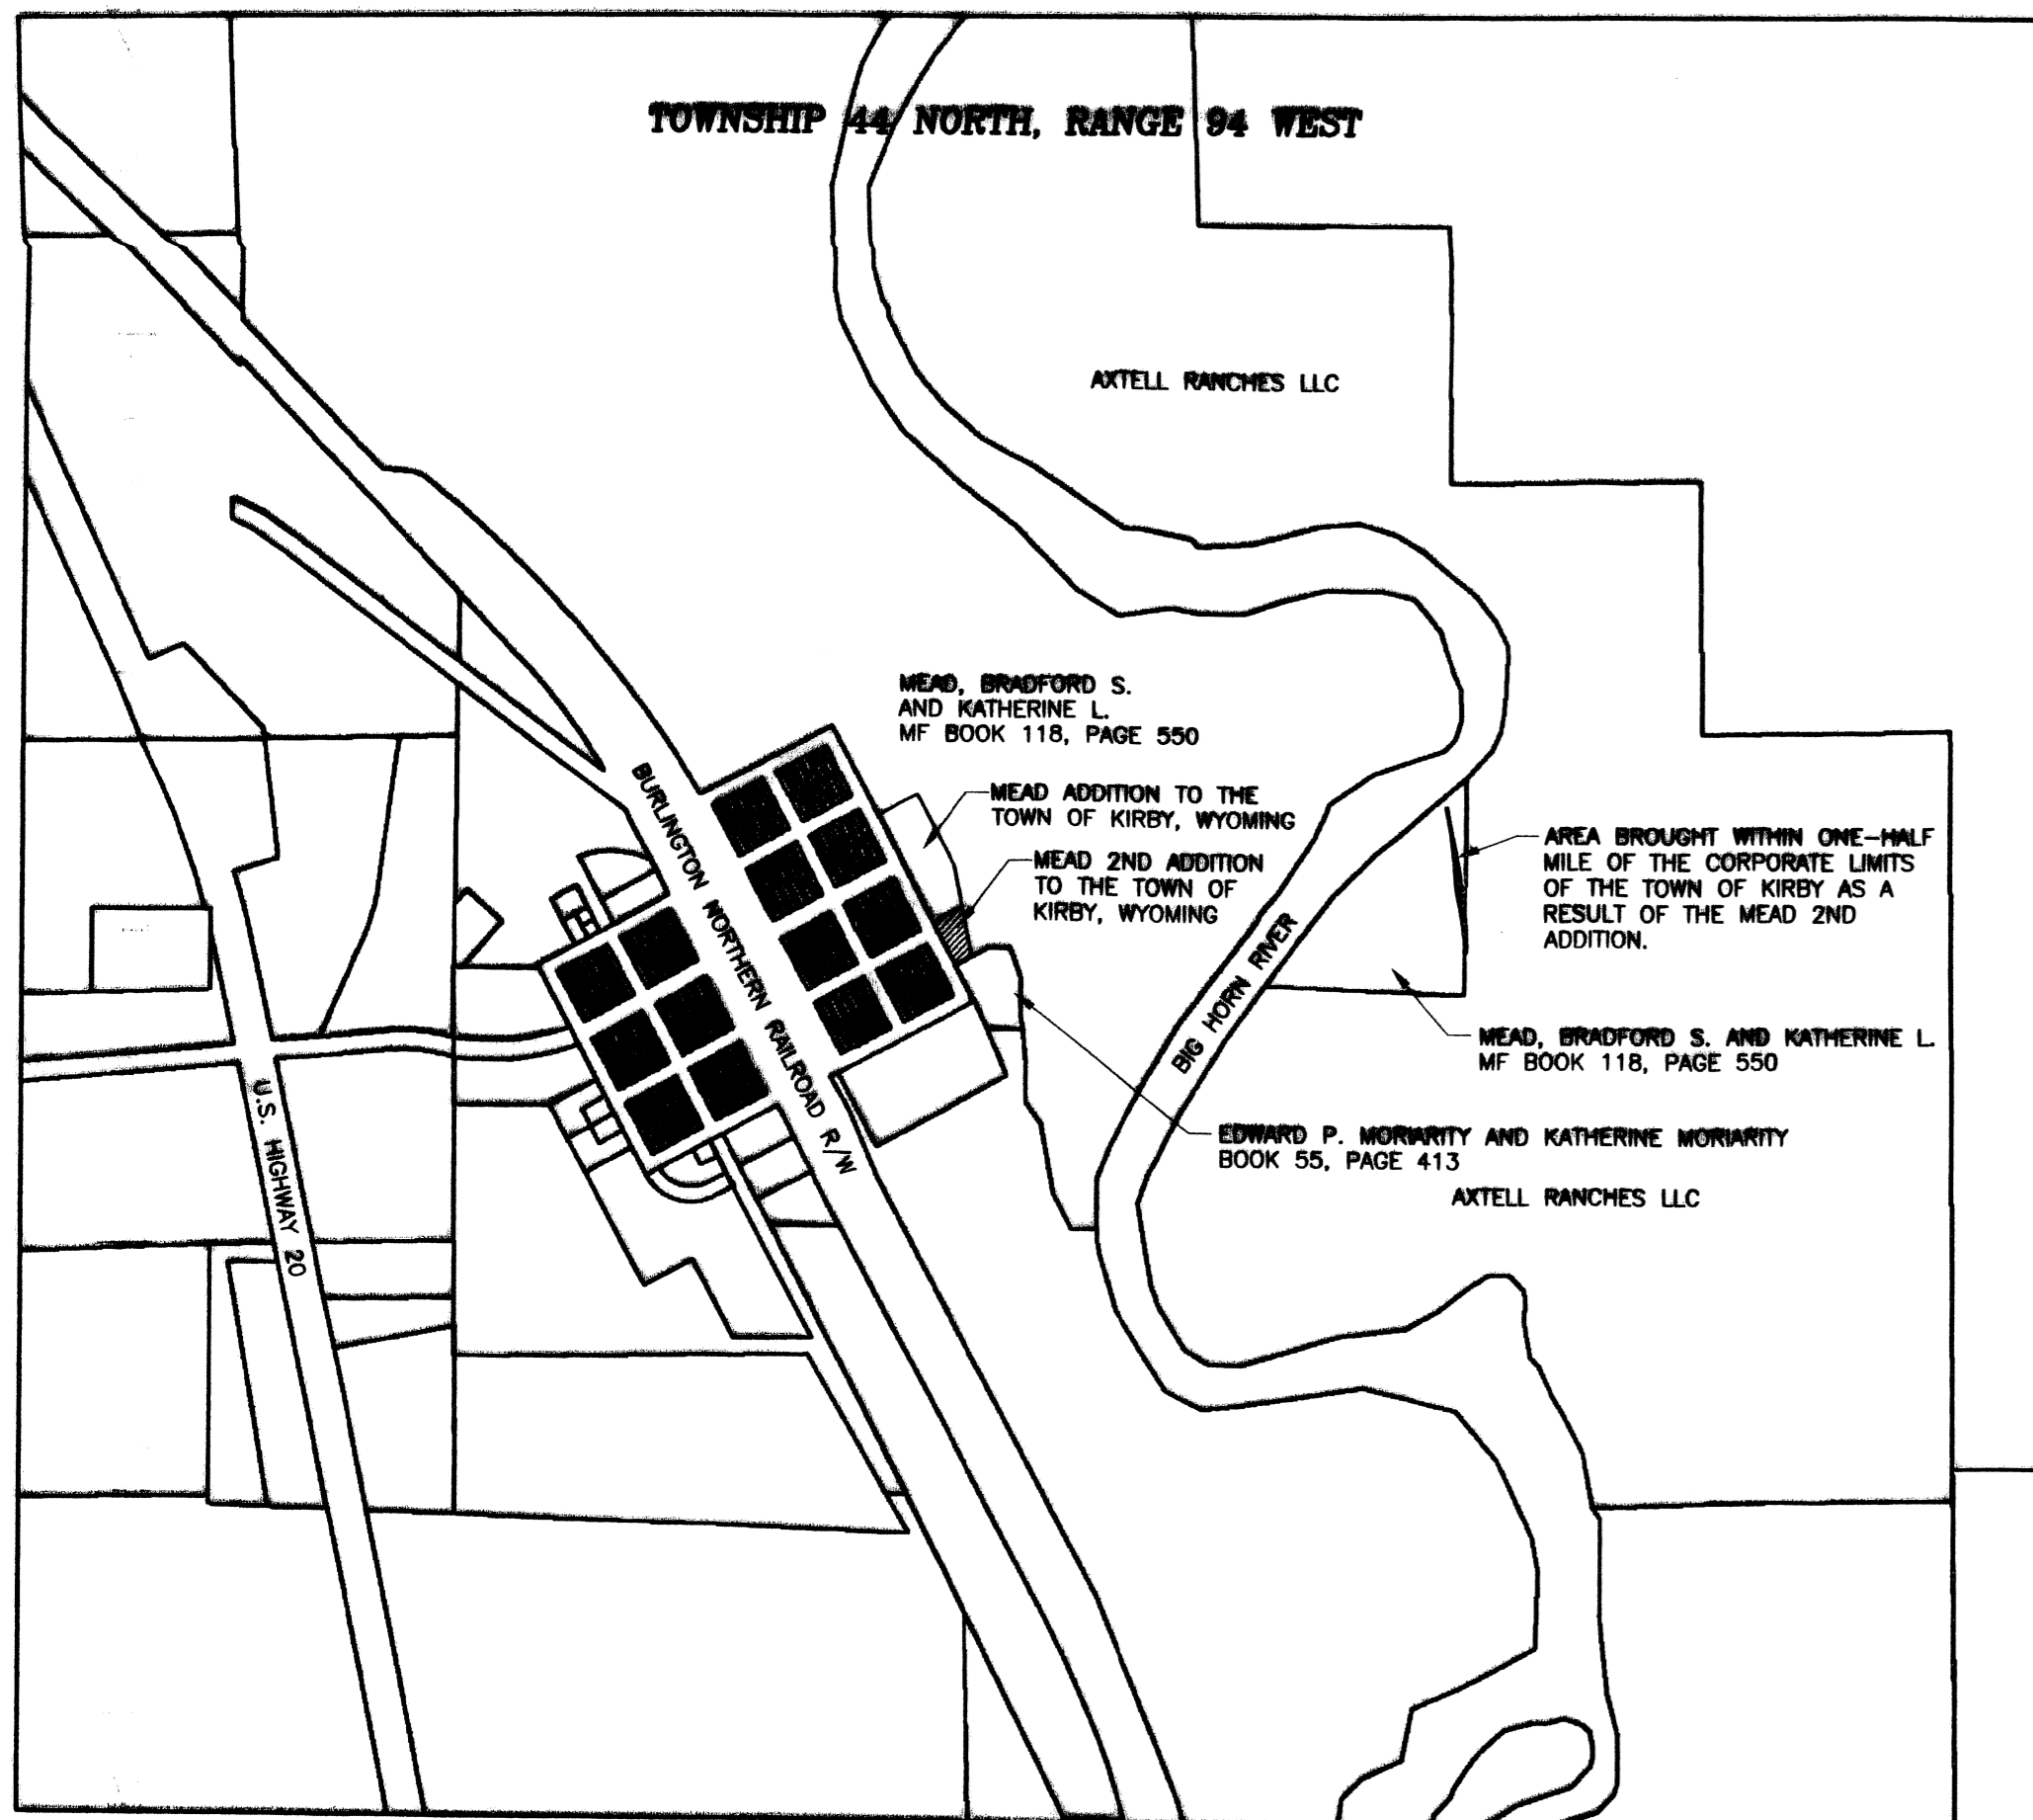 TOWNSHIP 44 NORTH, RANGE 94 WEST
AXTELL RANCHES LLC
MEAD, BRADFORD S.
AND KATHERINE L.
MF BOOK 118, PAGE 550
MEAD ADDITION TO THE
TOWN OF KIRBY, WYOMING
MEAD 2ND ADDITION
TO THE TOWN OF
KIRBY, WYOMING
AREA BROUGHT WITHIN ONE-HALF
MILE OF THE CORPORATE LIMITS
OF THE TOWN OF KIRBY AS A
RESULT OF THE MEAD 2ND
ADDITION.
BURLINGTON NORTHERN RAILROAD R/W
BIG HORN RIVER
MEAD, BRADFORD S. AND KATHERINE L.
MF BOOK 118, PAGE 550
U.S. HIGHWAY 20
EDWARD P. MORIARITY AND KATHERINE MORIARITY
BOOK 55, PAGE 413
AXTELL RANCHES LLC